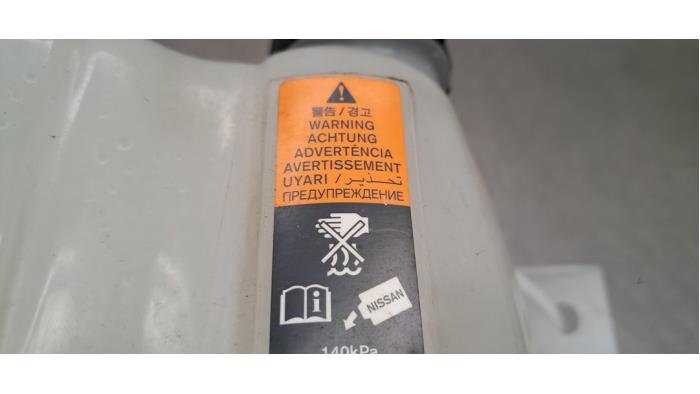 警告 / 경고
WARNING
ACHTUNG
ADVERTÊNCIA
AVERTISSEMENT
UYARI / تحذير
ПРЕДУПРЕЖДЕНИЕ
NISSAN
140kPa